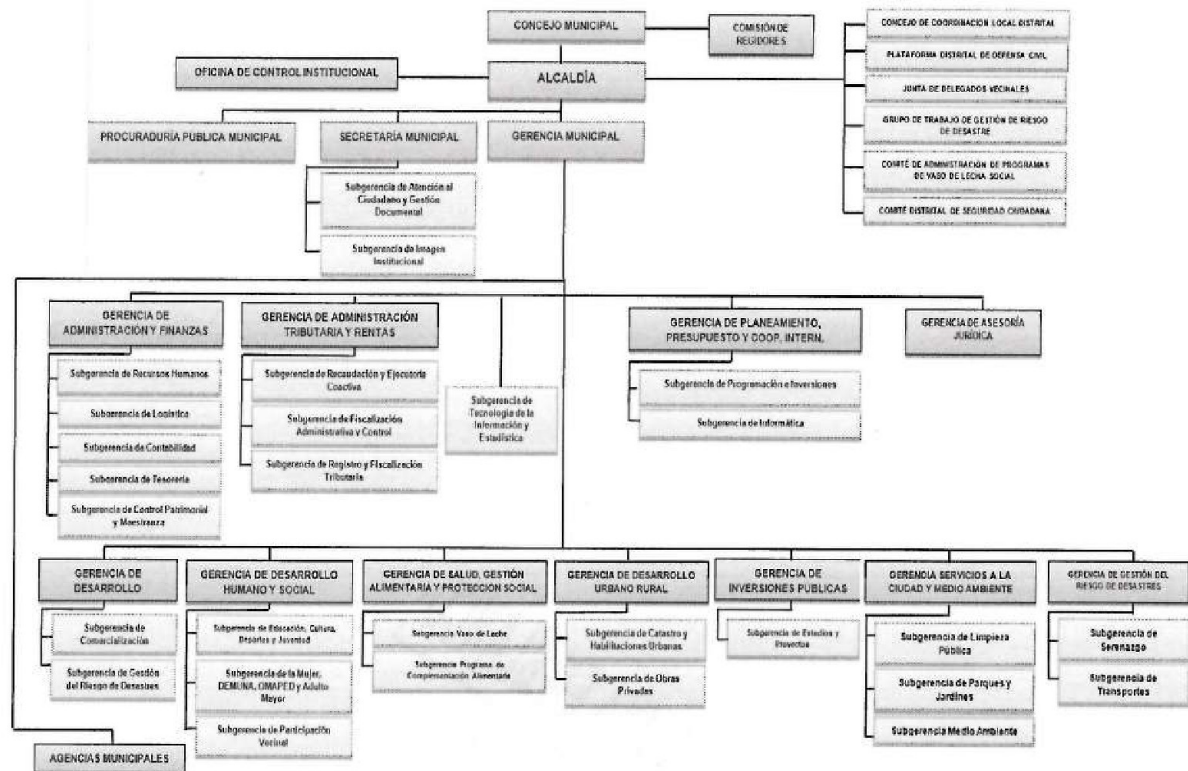 CONCEJO MUNICIPAL
COMISIÓN DE
REGIDORES
OFICINA DE CONTROL INSTITUCIONAL
ALCALDÍA
CONCEJO DE COORDINACION LOCAL DISTRITAL
PLATAFORMA DISTRITAL DE DEFENSA CIVIL
JUNTA DE DELEGADOS VECINALES
GRUPO DE TRABAJO DE GESTIÓN DE RIESGO
DE DESASTRE
COMITÉ DE ADMINISTRACIÓN DE PROGRAMAS
DE VASO DE LECHA SOCIAL
COMITÉ DISTRITAL DE SEGURIDAD CIUDADANA
PROCURADURÍA PUBLICA MUNICIPAL
SECRETARÍA MUNICIPAL
GERENCIA MUNICIPAL
Subgerencia de Atención al
Ciudadano y Gestión
Documental
Subgerencia de Imagen
Institucional
GERENCIA DE
ADMINISTRACIÓN Y FINANZAS
Subgerencia de Recursos Humanos
Subgerencia de Logística
Subgerencia de Contabilidad
Subgerencia de Tesorería
Subgerencia de Control Patrimonial
y Maestranza
GERENCIA DE ADMINISTRACIÓN
TRIBUTARIA Y RENTAS
Subgerencia de Recaudación y Ejecutoria
Coactiva
Subgerencia de Fiscalización
Administrativa y Control
Subgerencia de Registro y Fiscalización
Tributaria
Subgerencia de
Tecnología de la
Información y
Estadística
GERENCIA DE PLANEAMIENTO,
PRESUPUESTO Y COOP. INTERN.
Subgerencia de Programación e Inversiones
Subgerencia de Informática
GERENCIA DE ASESORÍA
JURÍDICA
GERENCIA DE
DESARROLLO
Subgerencia de
Comercialización
Subgerencia de Gestión
del Riesgo de Desastres
GERENCIA DE DESARROLLO
HUMANO Y SOCIAL
Subgerencia de Educación, Cultura,
Deportes y Juventud
Subgerencia de la Mujer,
DEMUNA, OMAPED y Adulto
Mayor
Subgerencia de Participación
Vecinal
GERENCIA DE SALUD, GESTIÓN
ALIMENTARIA Y PROTECCION SOCIAL
Subgerencia Vaso de Leche
Subgerencia Programa de
Complementación Alimentaria
GERENCIA DE DESARROLLO
URBANO RURAL
Subgerencia de Catastro y
Habilitaciones Urbanas
Subgerencia de Obras
Privadas
GERENCIA DE
INVERSIONES PUBLICAS
Subgerencia de Estudios y
Proyectos
GERENCIA SERVICIOS A LA
CIUDAD Y MEDIO AMBIENTE
Subgerencia de Limpieza
Pública
Subgerencia de Parques y
Jardines
Subgerencia Medio Ambiente
GERENCIA DE GESTIÓN DEL
RIESGO DE DESASTRES
Subgerencia de
Serenazgo
Subgerencia de
Transportes
AGENCIAS MUNICIPALES